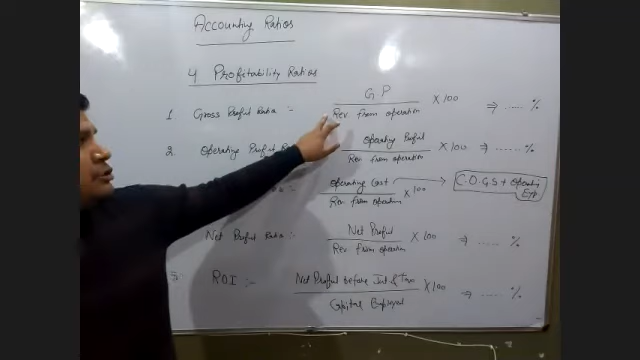 Accounting Ratios
4 Profitability Ratios
1. Gross Profit Ratio :- GP / Rev from operation X 100 ⇒ ...... %
2. Operating Profit R Operating Profit / Rev from operation X 100 ⇒ ...... %
:- Operating Cost / Rev from operation X 100 → C.O.G.S + Operating Exp
Net Profit Ratio :- Net Profit / Rev from operation X 100 ⇒ ...... %
5. ROI :- Net Profit before Int & Tax / Capital Employed X 100 ⇒ ...... %